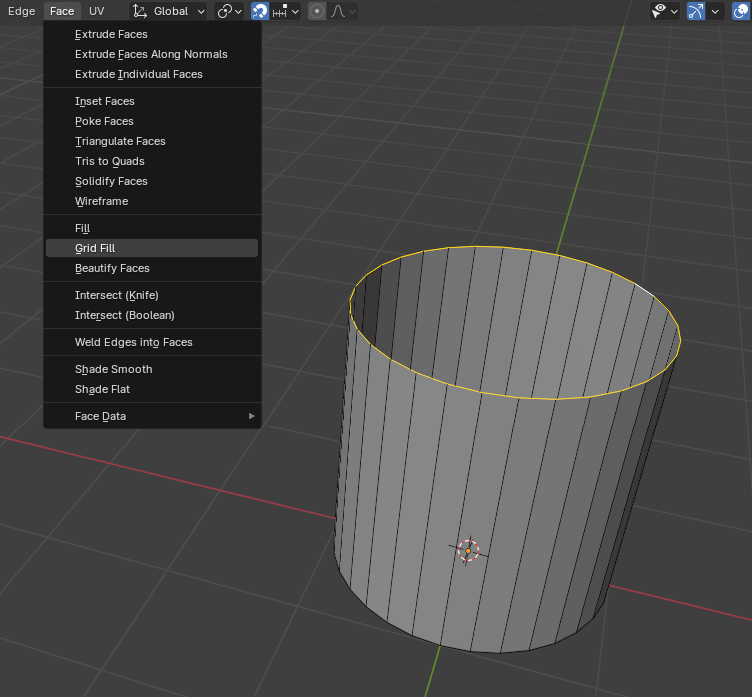 Edge Face UV Global
Extrude Faces
Extrude Faces Along Normals
Extrude Individual Faces
Inset Faces
Poke Faces
Triangulate Faces
Tris to Quads
Solidify Faces
Wireframe
Fill
Grid Fill
Beautify Faces
Intersect (Knife)
Intersect (Boolean)
Weld Edges into Faces
Shade Smooth
Shade Flat
Face Data